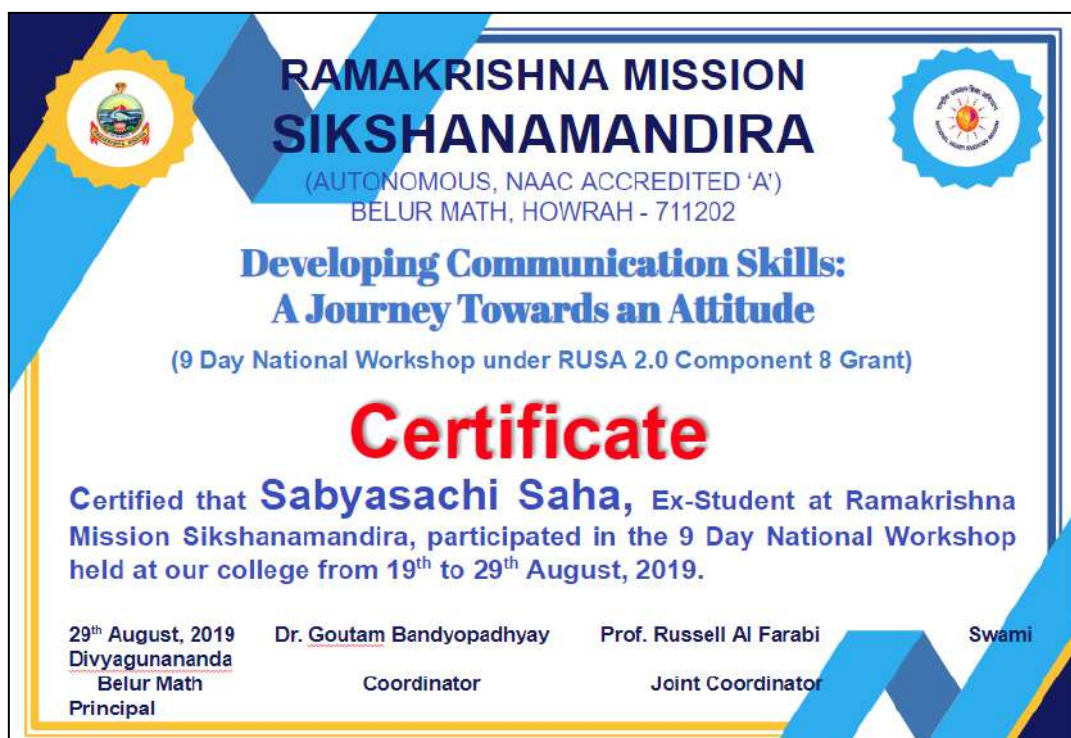 RAMAKRISHNA MISSION
SIKSHANAMANDIRA
(AUTONOMOUS, NAAC ACCREDITED ‘A’)
BELUR MATH, HOWRAH - 711202
Developing Communication Skills:
A Journey Towards an Attitude
(9 Day National Workshop under RUSA 2.0 Component 8 Grant)
Certificate
Certified that Sabyasachi Saha, Ex-Student at Ramakrishna
Mission Sikshanamandira, participated in the 9 Day National Workshop
held at our college from 19th to 29th August, 2019.
29th August, 2019 Dr. Goutam Bandyopadhyay Prof. Russell Al Farabi Swami
Divyagunananda
Belur Math Coordinator Joint Coordinator
Principal